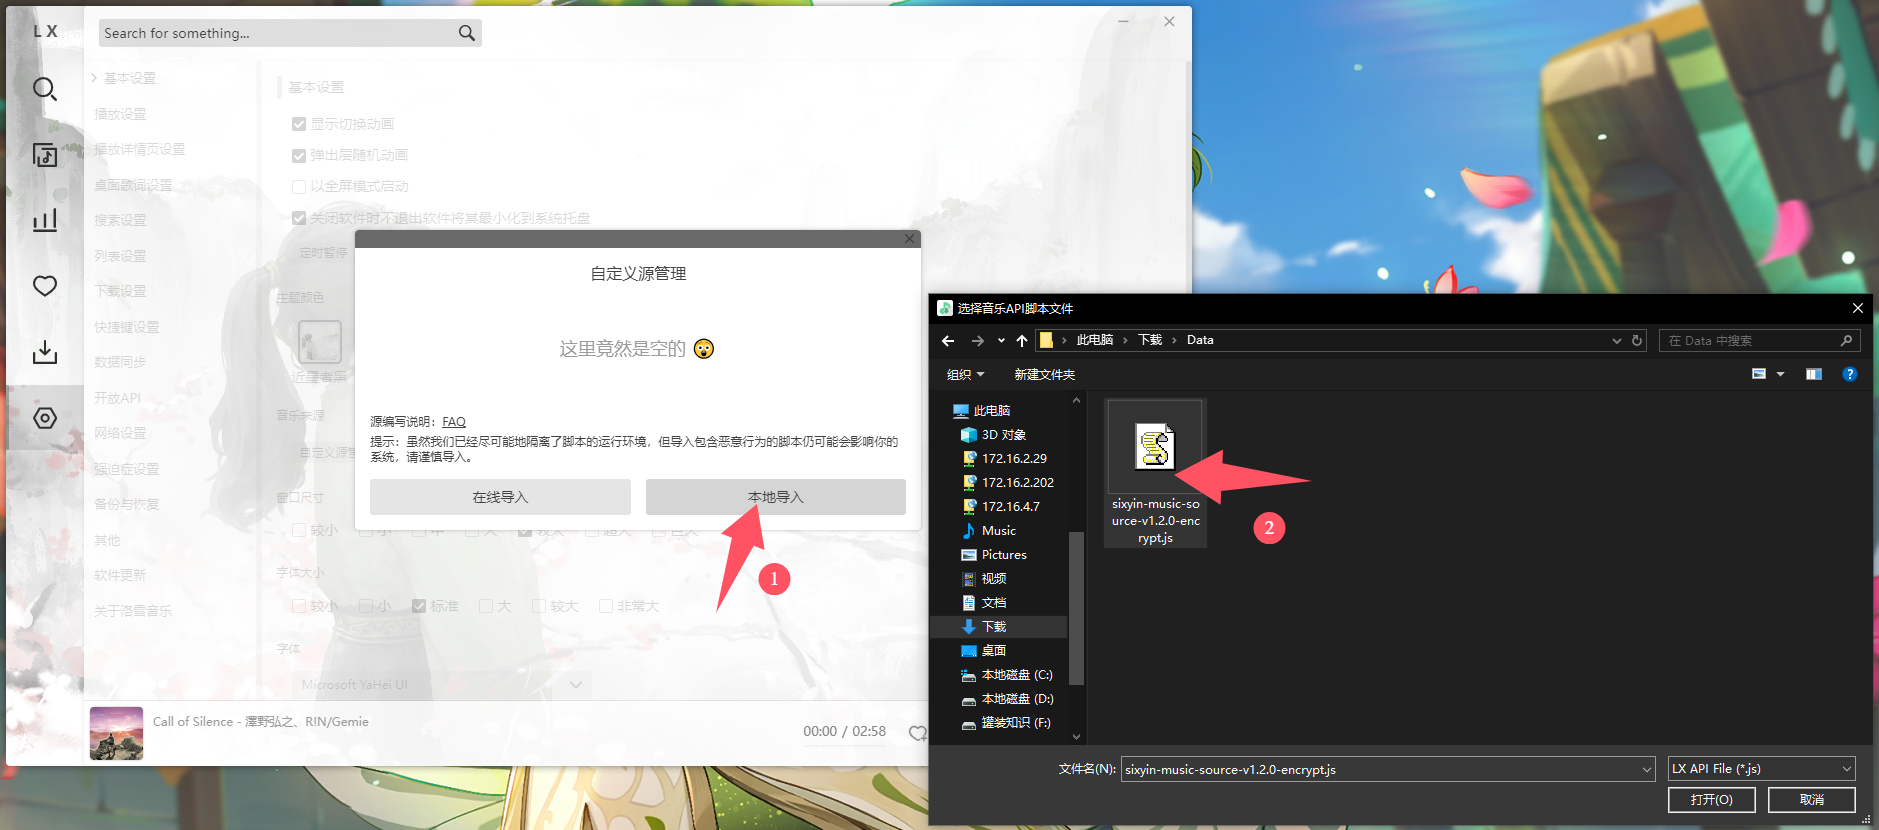 LX
Search for something...
基本设置
播放设置
播放详情页设置
桌面歌词设置
搜索设置
列表设置
下载设置
快捷键设置
数据同步
开放API
网络设置
强迫症设置
备份与恢复
其他
软件更新
关于洛雪音乐
基本设置
显示切换动画
弹出层随机动画
以全屏模式启动
关闭软件时不退出软件将其最小化到系统托盘
定时暂停
主题颜色
近墨者黑
音乐来源
自定义源管
窗口尺寸
较小
小
中
大
较大
超大
巨大
字体大小
较小
小
标准
大
较大
非常大
字体
Microsoft YaHei UI
Call of Silence - 澤野弘之、R!N/Gemie
00:00 / 02:58
自定义源管理
这里竟然是空的 😲
源编写说明：FAQ
提示：虽然我们已经尽可能地隔离了脚本的运行环境，但导入包含恶意行为的脚本仍可能会影响你的
系统，请谨慎导入。
在线导入
本地导入
1
选择音乐API脚本文件
此电脑 › 下载 › Data
在 Data 中搜索
组织
新建文件夹
此电脑
3D 对象
172.16.2.29
172.16.2.202
172.16.4.7
Music
Pictures
视频
文档
下载
桌面
本地磁盘 (C:)
本地磁盘 (D:)
罐装知识 (F:)
sixyin-music-so
urce-v1.2.0-enc
rypt.js
2
文件名(N):
sixyin-music-source-v1.2.0-encrypt.js
LX API File (*.js)
打开(O)
取消